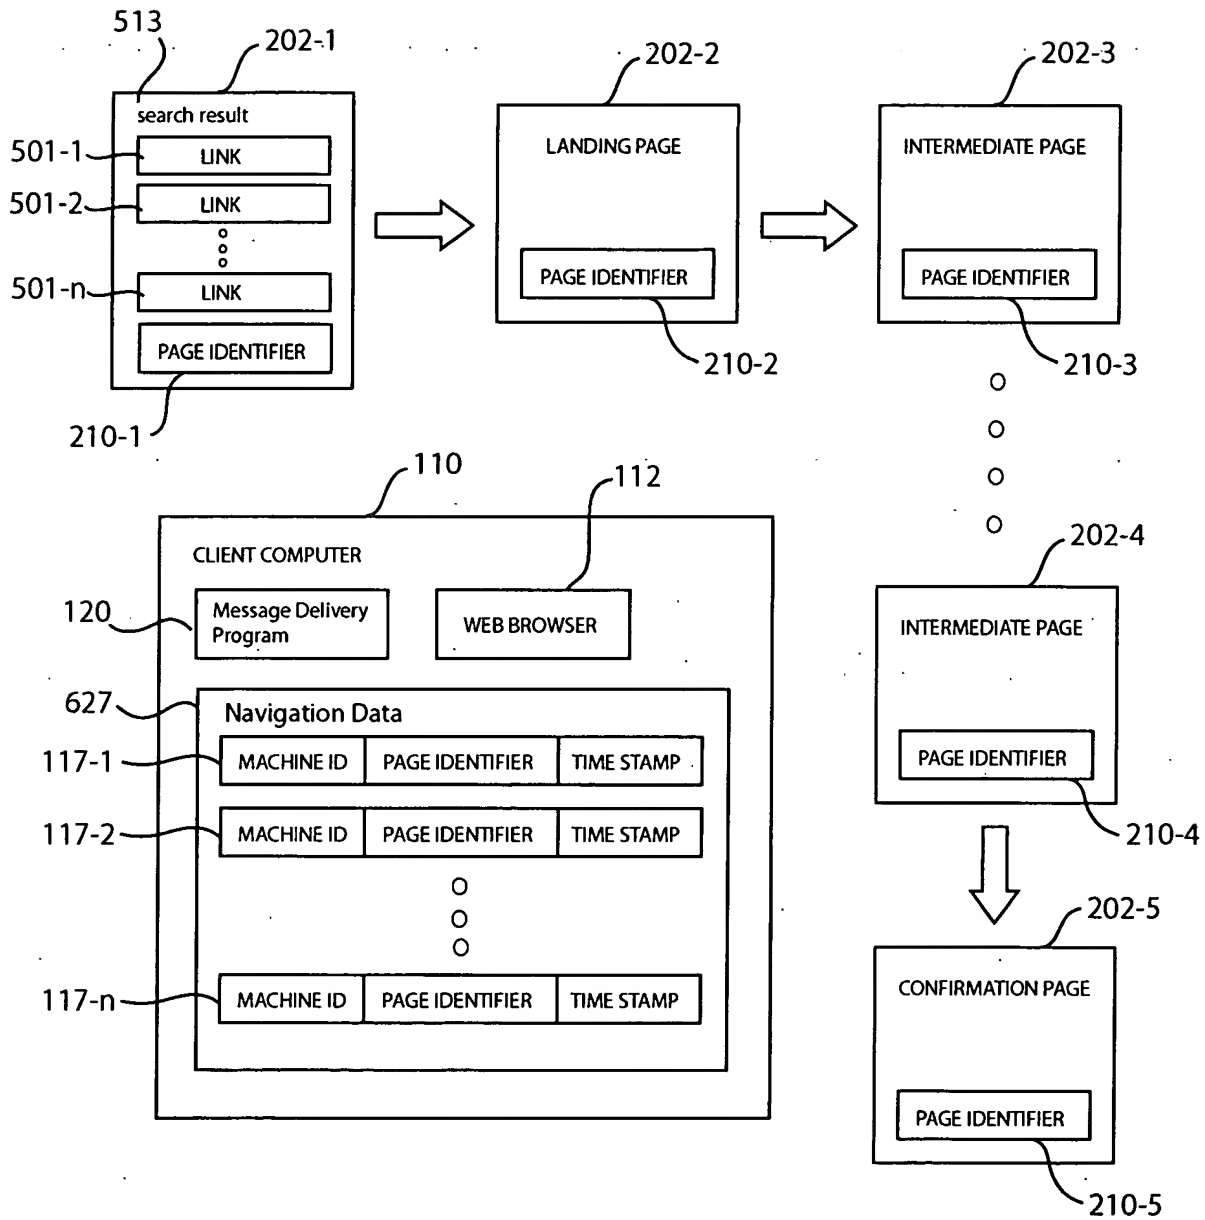 513
202-1
202-2
202-3
search result
501-1
LINK
501-2
LINK
501-n
LINK
PAGE IDENTIFIER
210-1
LANDING PAGE
PAGE IDENTIFIER
210-2
INTERMEDIATE PAGE
PAGE IDENTIFIER
210-3
110
112
CLIENT COMPUTER
120
Message Delivery
Program
WEB BROWSER
627
Navigation Data
117-1
MACHINE ID
PAGE IDENTIFIER
TIME STAMP
117-2
MACHINE ID
PAGE IDENTIFIER
TIME STAMP
117-n
MACHINE ID
PAGE IDENTIFIER
TIME STAMP
202-4
INTERMEDIATE PAGE
PAGE IDENTIFIER
210-4
202-5
CONFIRMATION PAGE
PAGE IDENTIFIER
210-5